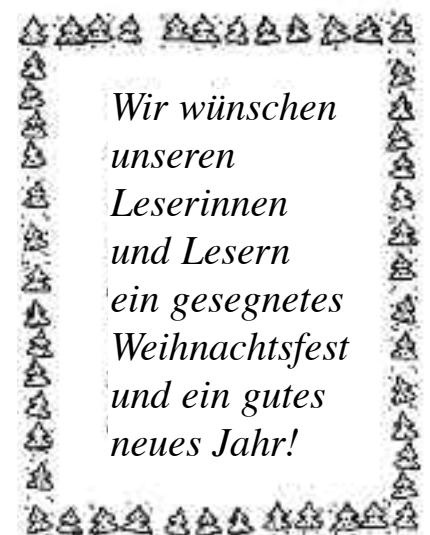 Wir wünschen
unseren
Leserinnen
und Lesern
ein gesegnetes
Weihnachtsfest
und ein gutes
neues Jahr!